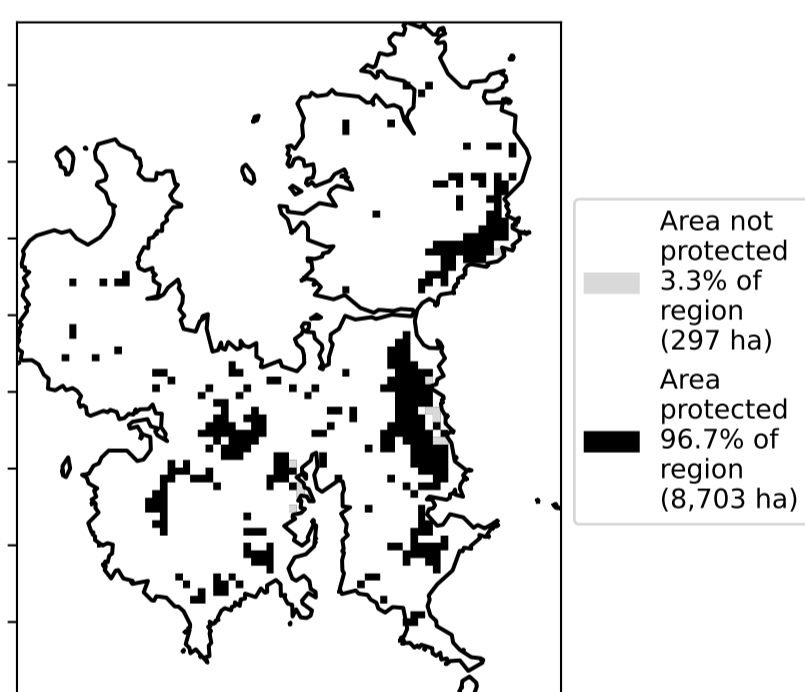 Area not
protected
3.3% of
region
(297 ha)
Area
protected
96.7% of
region
(8,703 ha)